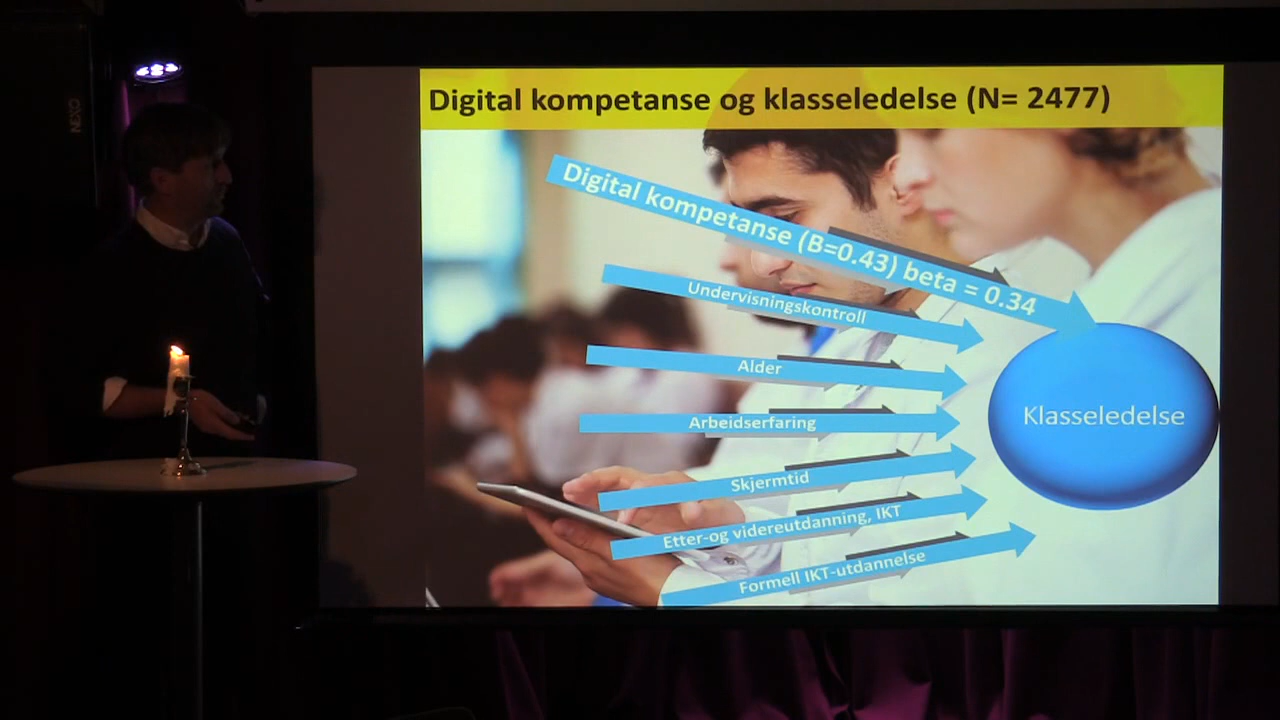 NEXO
Digital kompetanse og klasseledelse (N= 2477)
Digital kompetanse (B=0.43) beta = 0.34
Undervisningskontroll
Alder
Arbeidserfaring
Skjermtid
Etter-og videreutdanning, IKT
Formell IKT-utdannelse
Klasseledelse